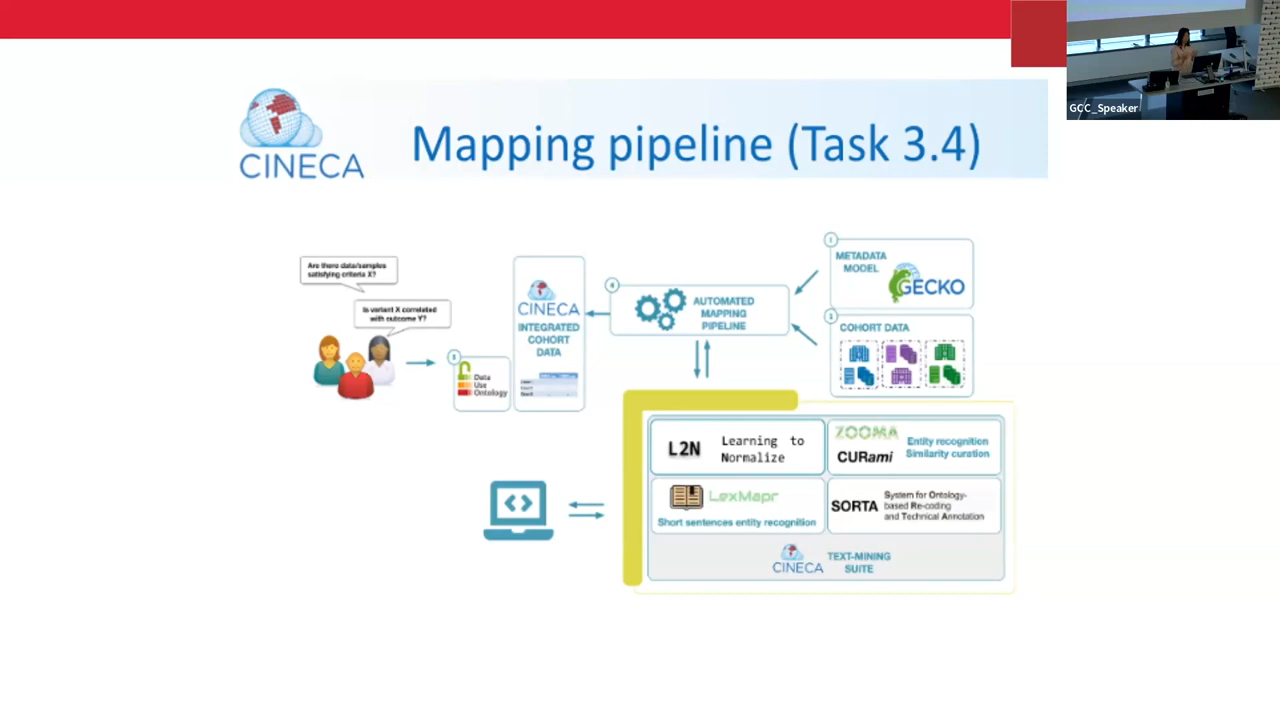 GCC_Speaker
CINECA
Mapping pipeline (Task 3.4)
Are there data/samples
satisfying criteria X?
Is variant X correlated
with outcome Y?
5
Data
Use
Ontology
CINECA
INTEGRATED
COHORT
DATA
4
AUTOMATED
MAPPING
PIPELINE
1
METADATA
MODEL
GECKO
COHORT DATA
L2N
Learning to
Normalize
ZOOMA
CURami
Entity recognition
Similarity curation
LexMapr
Short sentences entity recognition
SORTA
System for Ontology-
based Re-coding
and Technical Annotation
CINECA
TEXT-MINING
SUITE